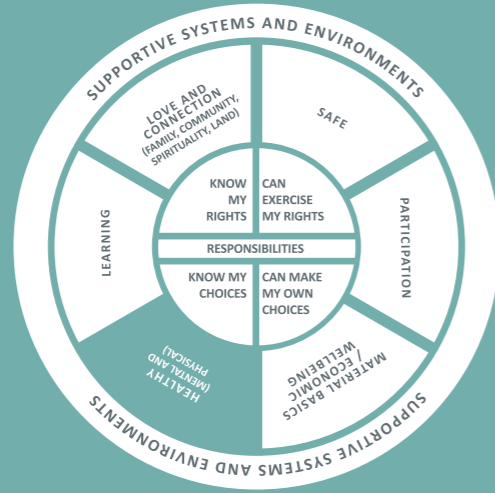 SUPPORTIVE SYSTEMS AND ENVIRONMENTS
LOVE AND
CONNECTION
(FAMILY, COMMUNITY,
SPIRITUALITY, LAND)
SAFE
LEARNING
KNOW
MY
RIGHTS
CAN
EXERCISE
MY RIGHTS
PARTICIPATION
RESPONSIBILITIES
KNOW MY
CHOICES
CAN MAKE
MY OWN
CHOICES
HEALTHY
(MENTAL AND
PHYSICAL)
MATERIAL BASICS
/ ECONOMIC
WELLBEING
SUPPORTIVE SYSTEMS AND ENVIRONMENTS